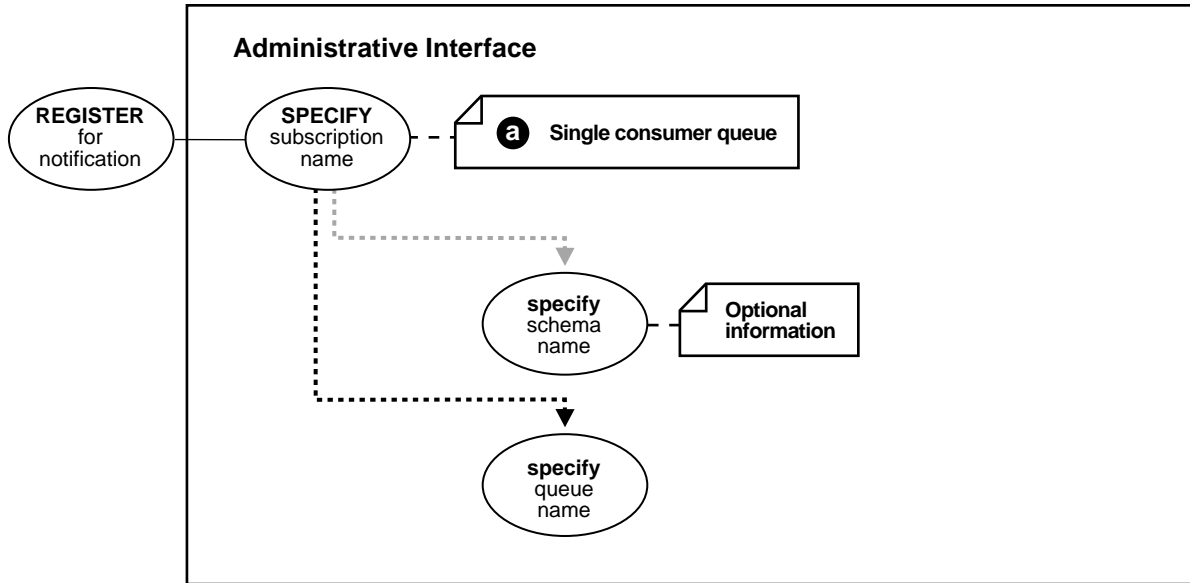 Administrative Interface
REGISTER
for
notification
SPECIFY
subscription
name
a Single consumer queue
specify
schema
name
Optional
information
specify
queue
name